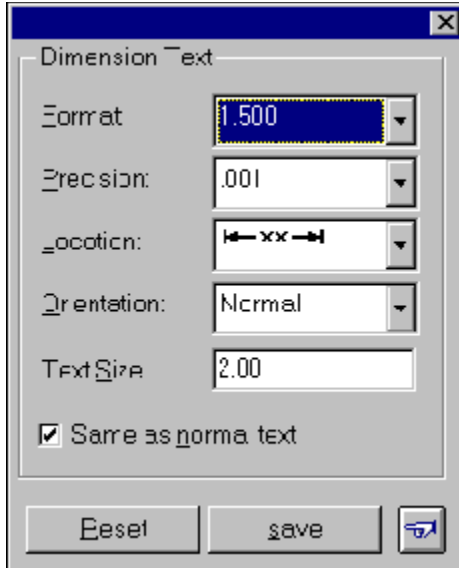 Dimension Text
Format 1.500
Precision: .001
Location: xx
Orientation: Normal
Text Size 2.00
Same as normal text
Reset save